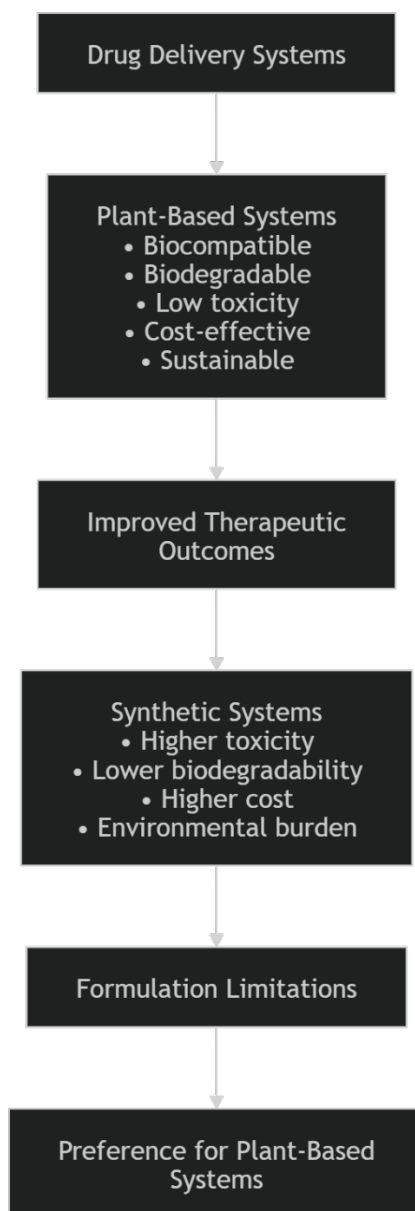 Drug Delivery Systems
Plant-Based Systems
• Biocompatible
• Biodegradable
• Low toxicity
• Cost-effective
• Sustainable
Improved Therapeutic
Outcomes
Synthetic Systems
• Higher toxicity
• Lower biodegradability
• Higher cost
• Environmental burden
Formulation Limitations
Preference for Plant-Based
Systems